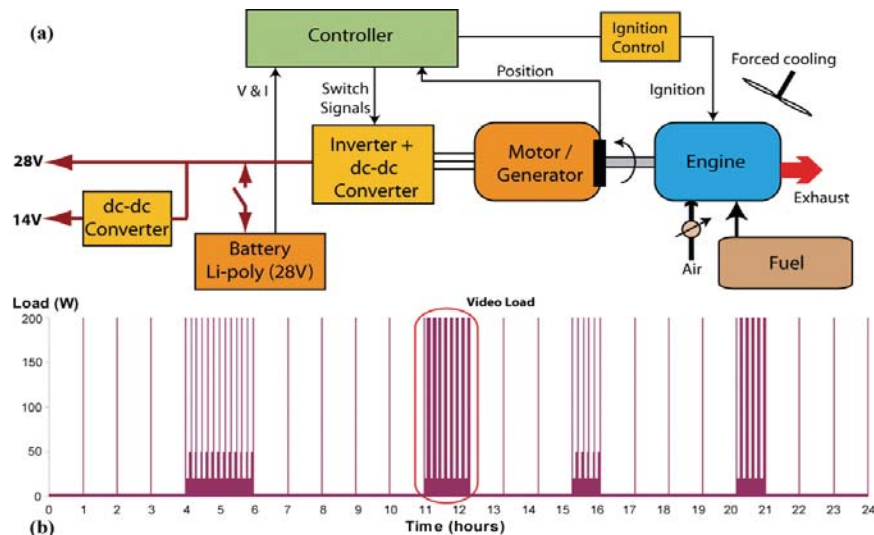 (a)
Controller
Ignition
Control
Forced cooling
V & I
Switch
Signals
Position
Ignition
28V
Inverter +
dc-dc
Converter
Motor /
Generator
Engine
Exhaust
14V
dc-dc
Converter
Battery
Li-poly (28V)
Air
Fuel
Load (W)
Video Load
200
150
100
50
0
0 1 2 3 4 5 6 7 8 9 10 11 12 13 14 15 16 17 18 19 20 21 22 23 24
(b)
Time (hours)